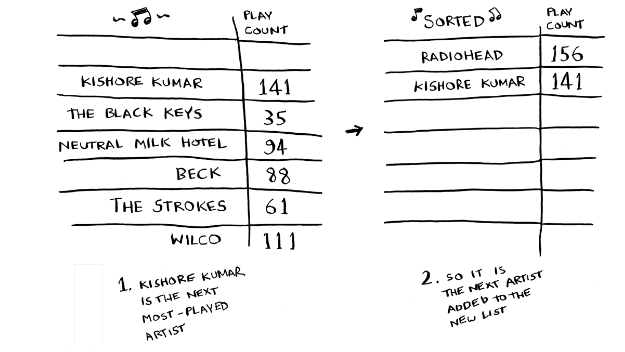 PLAY
COUNT
KISHORE KUMAR 141
THE BLACK KEYS 35
NEUTRAL MILK HOTEL 94
BECK 88
THE STROKES 61
WILCO 111
1. KISHORE KUMAR
IS THE NEXT
MOST-PLAYED
ARTIST
SORTED
PLAY
COUNT
RADIOHEAD 156
KISHORE KUMAR 141
2. SO IT IS
THE NEXT ARTIST
ADDED TO THE
NEW LIST